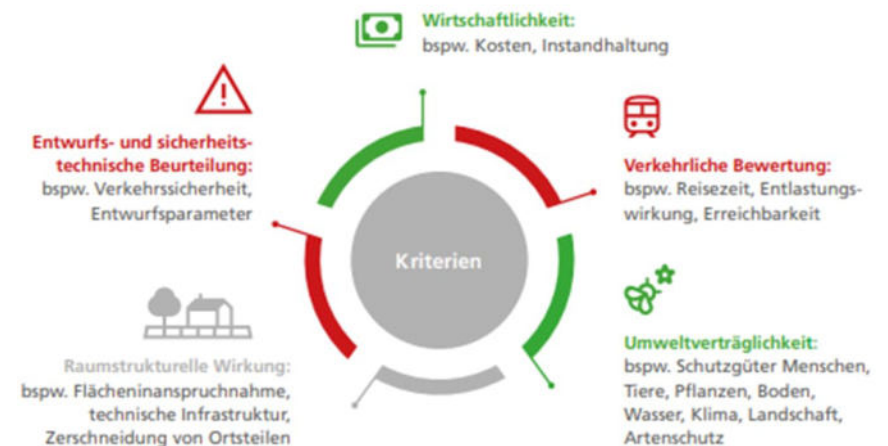 Wirtschaftlichkeit:
bspw. Kosten, Instandhaltung
Entwurfs- und sicherheits-
technische Beurteilung:
bspw. Verkehrssicherheit,
Entwurfsparameter
Verkehrliche Bewertung:
bspw. Reisezeit, Entlastungs-
wirkung, Erreichbarkeit
Kriterien
Raumstrukturelle Wirkung:
bspw. Flächeninanspruchnahme,
technische Infrastruktur,
Zerschneidung von Ortsteilen
Umweltverträglichkeit:
bspw. Schutzgüter Menschen,
Tiere, Pflanzen, Boden,
Wasser, Klima, Landschaft,
Artenschutz